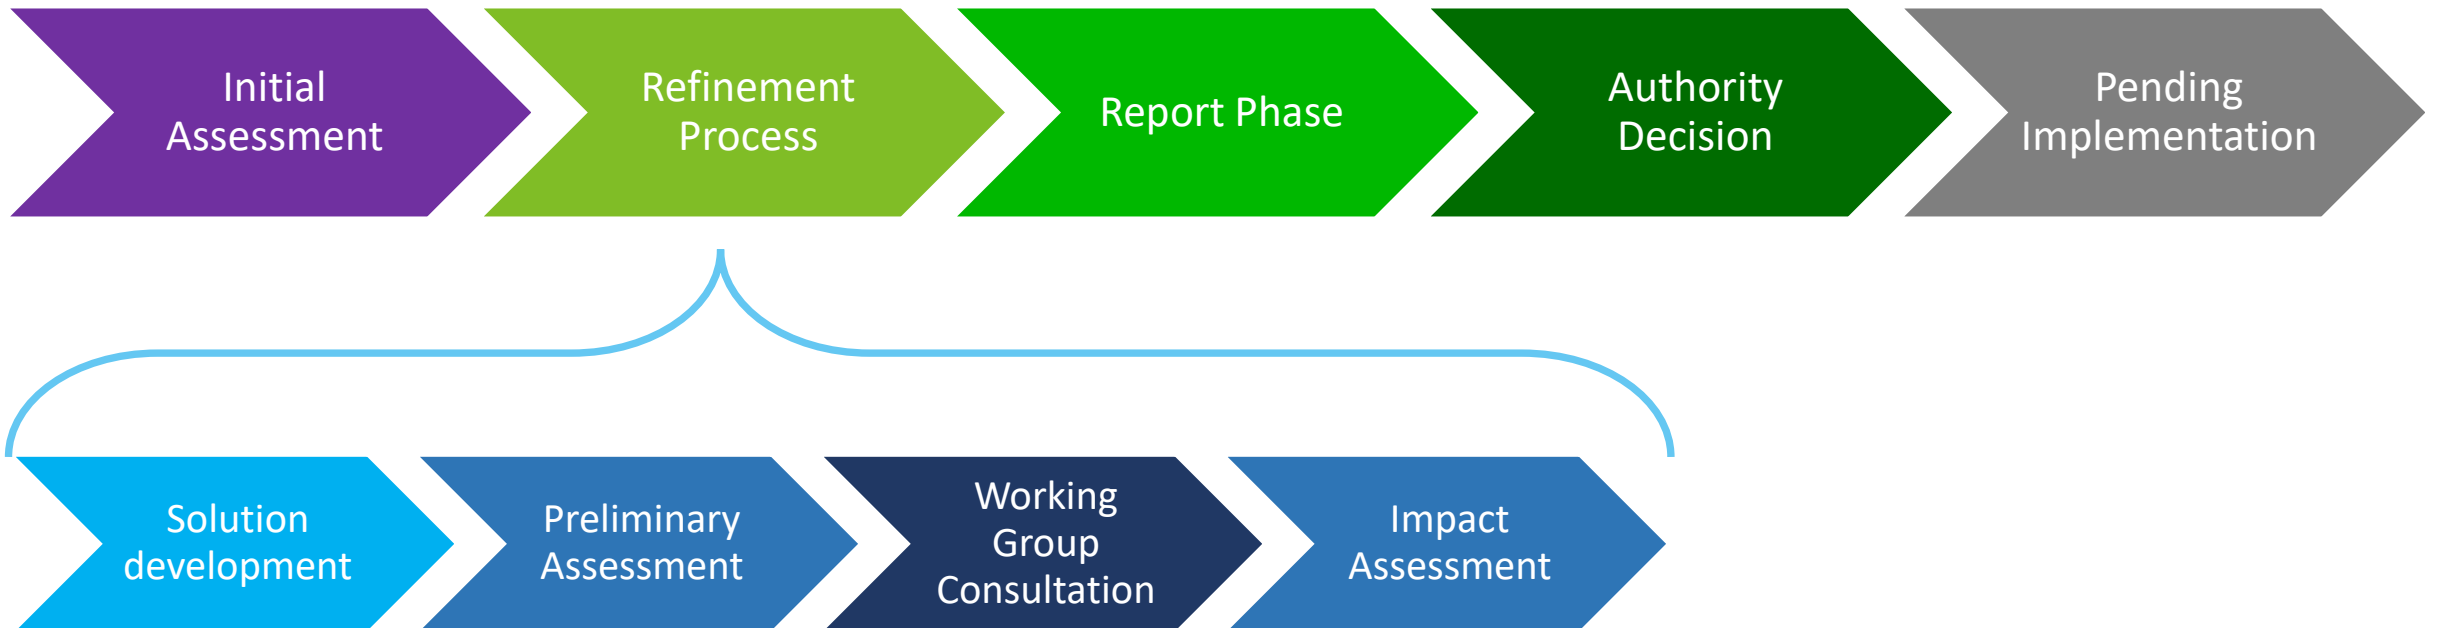 Initial
Assessment
Refinement
Process
Report Phase
Authority
Decision
Pending
Implementation
Solution
development
Preliminary
Assessment
Working
Group
Consultation
Impact
Assessment